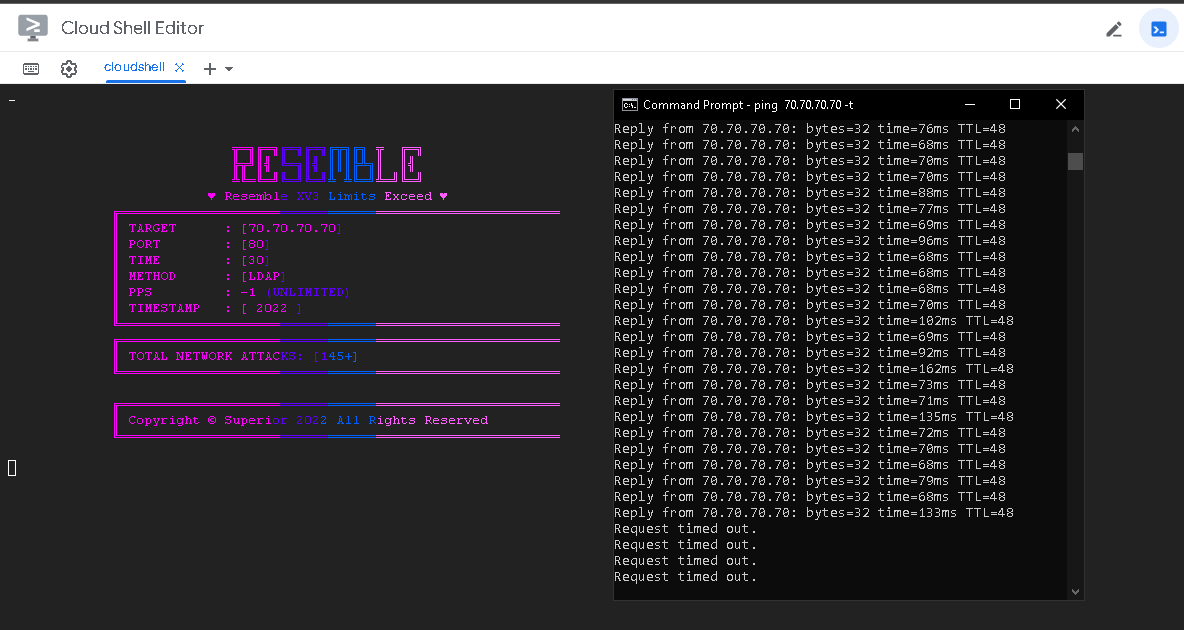 Cloud Shell Editor
cloudshell
RESEMBLE
♥ Resemble XV3 Limits Exceed ♥
TARGET : [70.70.70.70]
PORT : [80]
TIME : [30]
METHOD : [LDAP]
PPS : -1 (UNLIMITED)
TIMESTAMP : [ 2022 ]
TOTAL NETWORK ATTACKS: [145+]
Copyright © Superior 2022 All Rights Reserved
Command Prompt - ping 70.70.70.70 -t
Reply from 70.70.70.70: bytes=32 time=76ms TTL=48
Reply from 70.70.70.70: bytes=32 time=68ms TTL=48
Reply from 70.70.70.70: bytes=32 time=70ms TTL=48
Reply from 70.70.70.70: bytes=32 time=70ms TTL=48
Reply from 70.70.70.70: bytes=32 time=88ms TTL=48
Reply from 70.70.70.70: bytes=32 time=77ms TTL=48
Reply from 70.70.70.70: bytes=32 time=69ms TTL=48
Reply from 70.70.70.70: bytes=32 time=96ms TTL=48
Reply from 70.70.70.70: bytes=32 time=68ms TTL=48
Reply from 70.70.70.70: bytes=32 time=68ms TTL=48
Reply from 70.70.70.70: bytes=32 time=68ms TTL=48
Reply from 70.70.70.70: bytes=32 time=70ms TTL=48
Reply from 70.70.70.70: bytes=32 time=102ms TTL=48
Reply from 70.70.70.70: bytes=32 time=69ms TTL=48
Reply from 70.70.70.70: bytes=32 time=92ms TTL=48
Reply from 70.70.70.70: bytes=32 time=162ms TTL=48
Reply from 70.70.70.70: bytes=32 time=73ms TTL=48
Reply from 70.70.70.70: bytes=32 time=71ms TTL=48
Reply from 70.70.70.70: bytes=32 time=135ms TTL=48
Reply from 70.70.70.70: bytes=32 time=72ms TTL=48
Reply from 70.70.70.70: bytes=32 time=70ms TTL=48
Reply from 70.70.70.70: bytes=32 time=68ms TTL=48
Reply from 70.70.70.70: bytes=32 time=79ms TTL=48
Reply from 70.70.70.70: bytes=32 time=68ms TTL=48
Reply from 70.70.70.70: bytes=32 time=133ms TTL=48
Request timed out.
Request timed out.
Request timed out.
Request timed out.